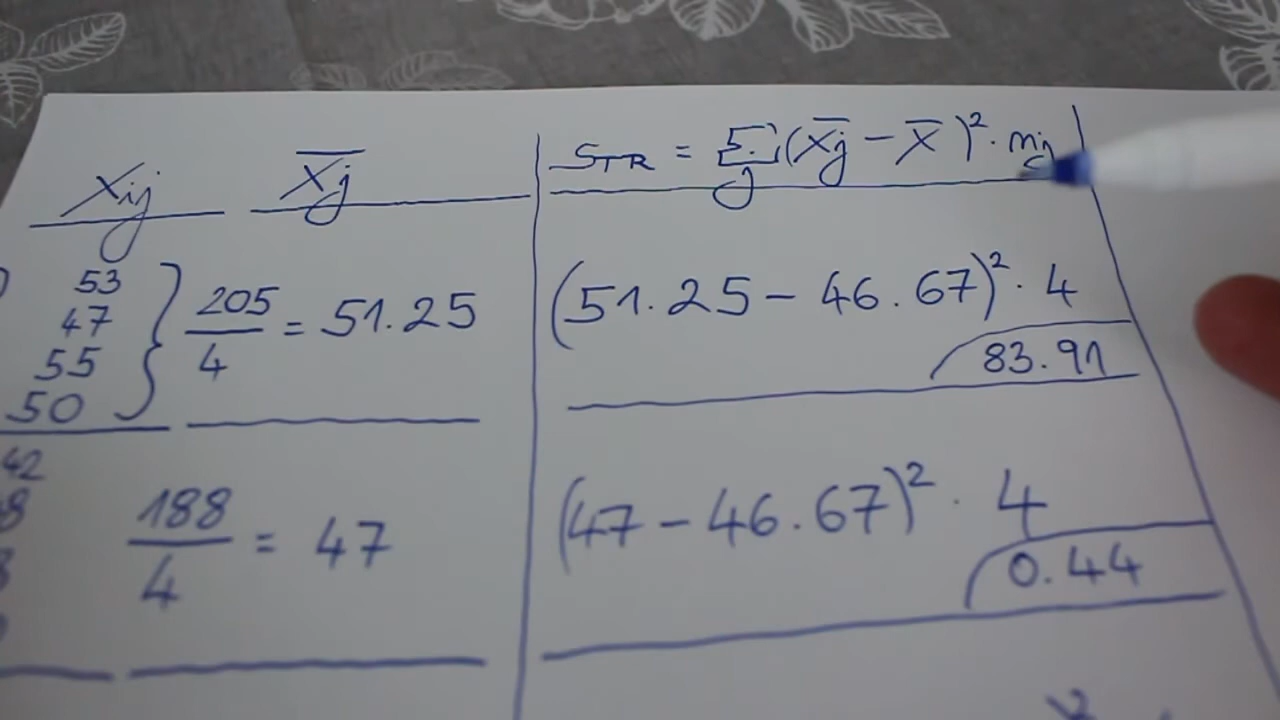 Xij X̄j STR = Σj (X̄j − X̄)² · nj
53
47
55
50
205/4 = 51.25
(51.25 − 46.67)² · 4
83.91
42
8
188/4 = 47
(47 − 46.67)² · 4
0.44